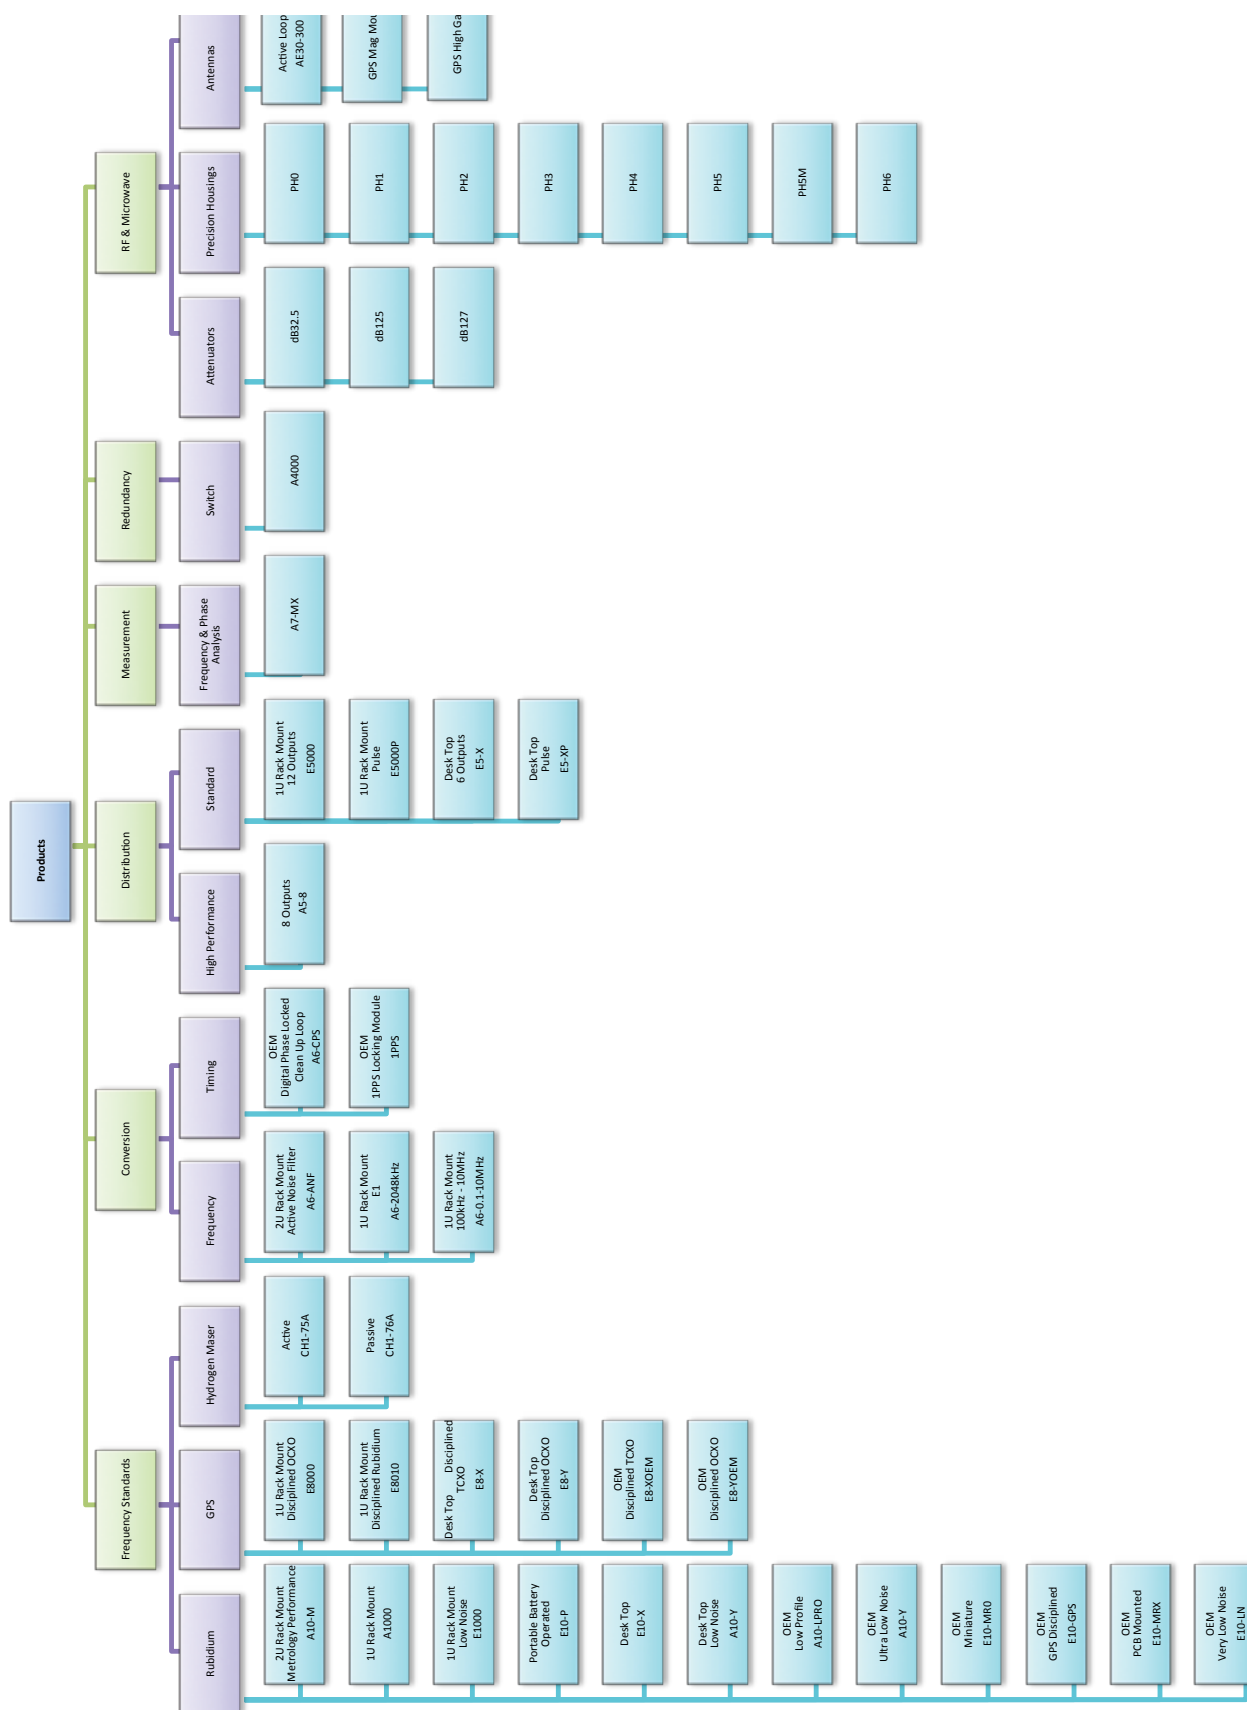 Products
Frequency Standards
Rubidium
2U Rack Mount
Metrology Performance
A10-M
1U Rack Mount
A1000
1U Rack Mount
Low Noise
E1000
Portable Battery
Operated
E10-P
Desk Top
E10-X
Desk Top
Low Noise
A10-Y
OEM
Low Profile
A10-LPRO
OEM
Ultra Low Noise
A10-Y
OEM
Miniature
E10-MR0
OEM
GPS Disciplined
E10-GPS
OEM
PCB Mounted
E10-MRX
OEM
Very Low Noise
E10-LN
GPS
1U Rack Mount
Disciplined OCXO
E8000
1U Rack Mount
Disciplined Rubidium
E8010
Desk Top Disciplined
TCXO
E8-X
Desk Top
Disciplined OCXO
E8-Y
OEM
Disciplined TCXO
E8-XOEM
OEM
Disciplined OCXO
E8-YOEM
Hydrogen Maser
Active
CH1-75A
Passive
CH1-76A
Conversion
Frequency
2U Rack Mount
Active Noise Filter
A6-ANF
1U Rack Mount
E1
A6-2048kHz
1U Rack Mount
100kHz - 10MHz
A6-0.1-10MHz
Timing
OEM
Digital Phase Locked
Clean Up Loop
A6-CPS
OEM
1PPS Locking Module
1PPS
Distribution
High Performance
8 Outputs
A5-8
Standard
1U Rack Mount
12 Outputs
E5000
1U Rack Mount
Pulse
E5000P
Desk Top
6 Outputs
E5-X
Desk Top
Pulse
E5-XP
Measurement
Frequency & Phase
Analysis
A7-MX
Redundancy
Switch
A4000
RF & Microwave
Attenuators
dB32.5
dB125
dB127
Precision Housings
PH0
PH1
PH2
PH3
PH4
PH5
PH5M
PH6
Antennas
Active Loop
AE30-300
GPS Mag
GPS High